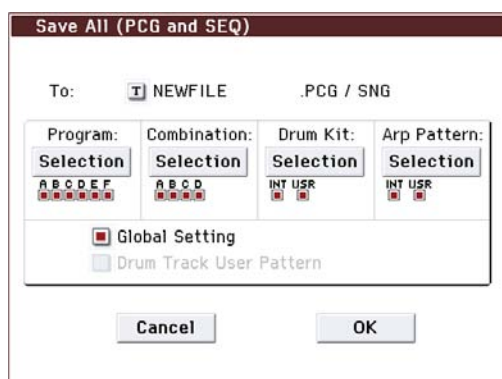 Save All (PCG and SEQ)
To: T NEWFILE .PCG / SNG
Program: Combination: Drum Kit: Arp Pattern:
Selection Selection Selection Selection
A B C D E F A B C D INT USR INT USR
Global Setting
Drum Track User Pattern
Cancel OK